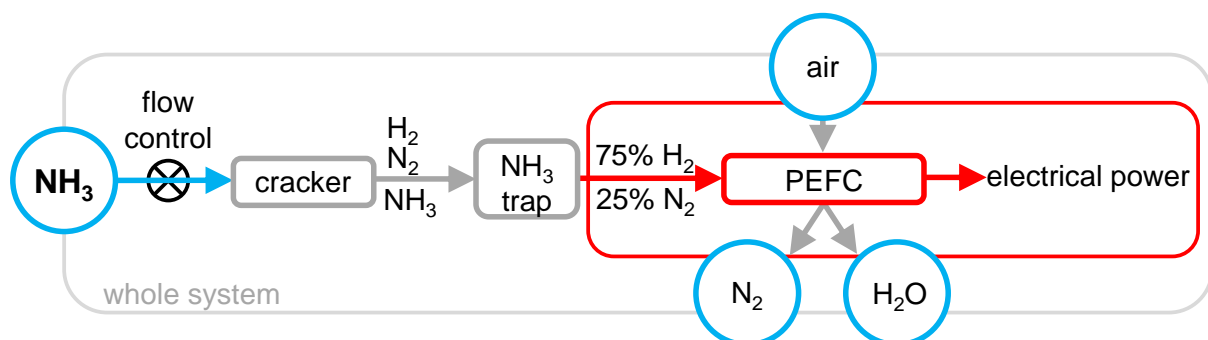 air
flow
control
NH₃
cracker
H₂
N₂
NH₃
NH₃
trap
75% H₂
25% N₂
PEFC
electrical power
N₂
H₂O
whole system